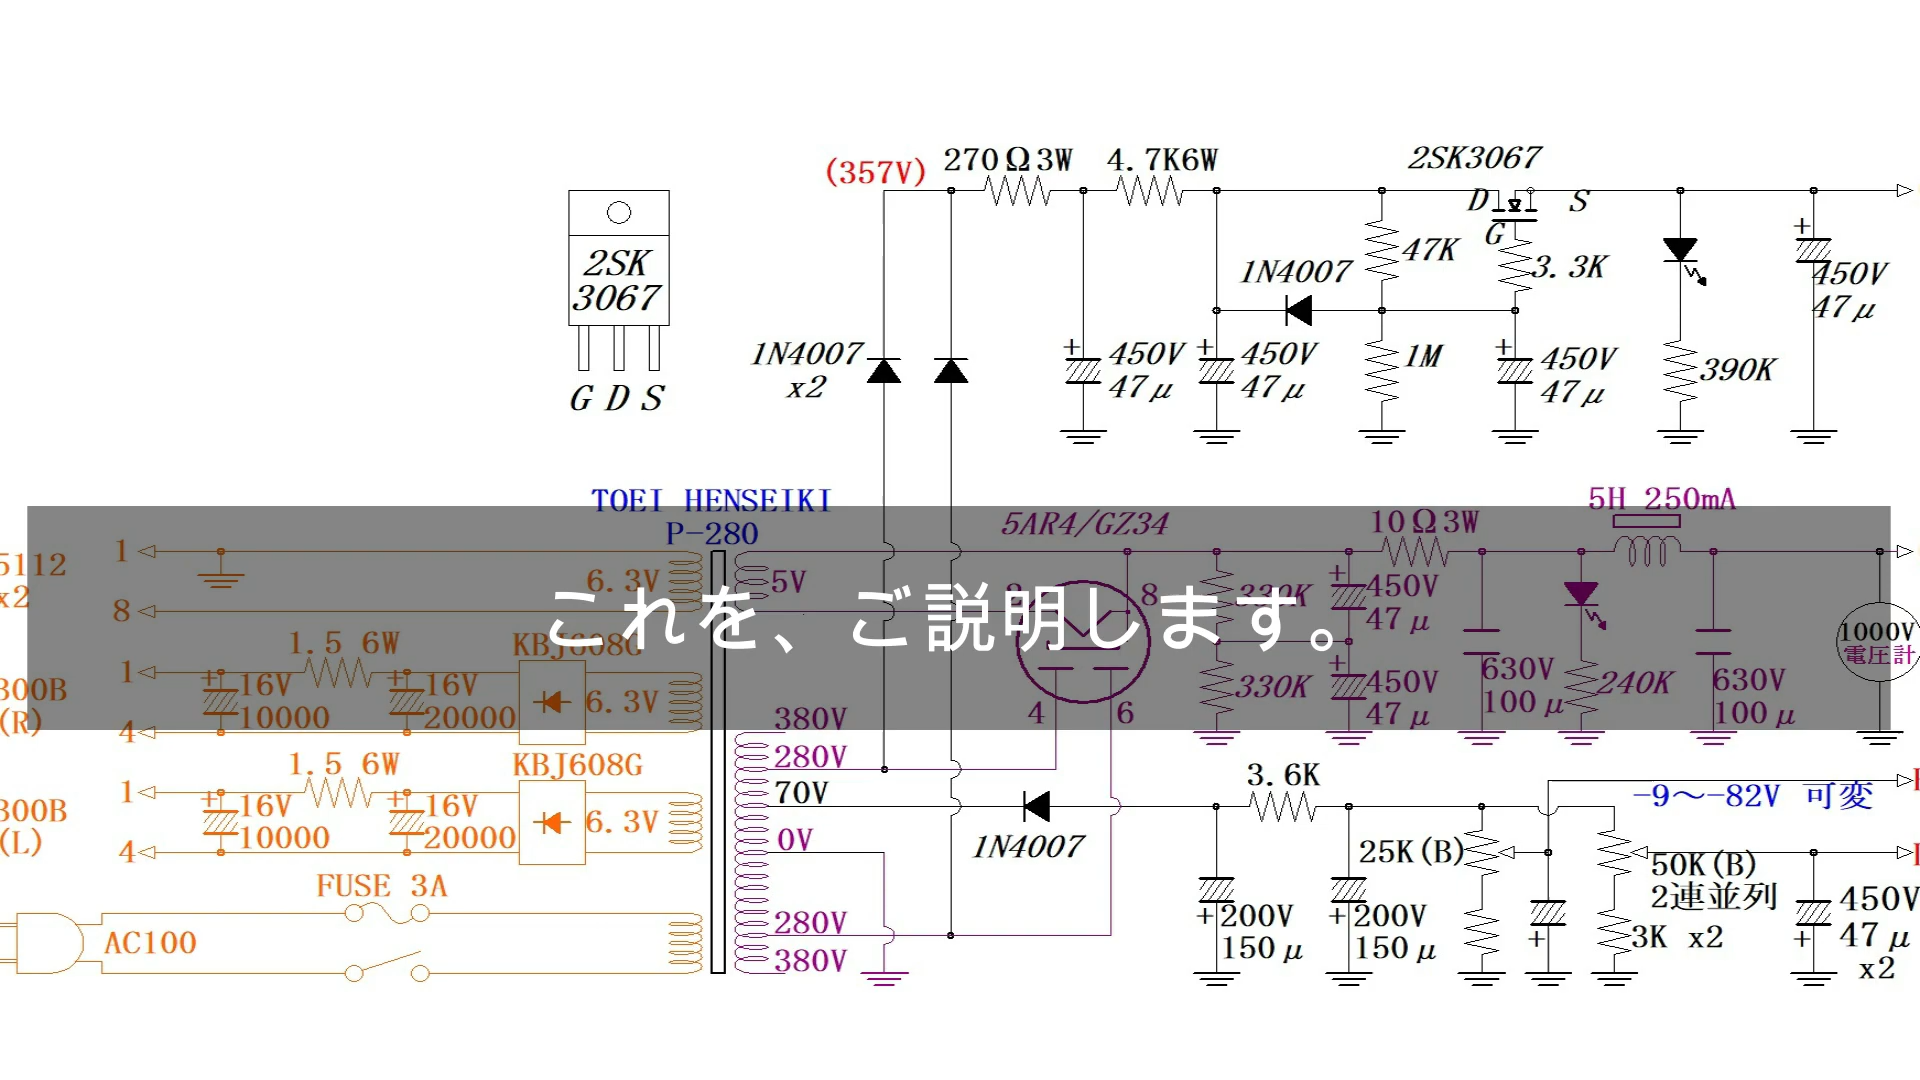 (357V)
270Ω3W
4.7K6W
2SK3067
D
S
G
47K
3.3K
1N4007
1M
450V
47μ
450V
47μ
450V
47μ
390K
450V
47μ
2SK
3067
G D S
1N4007
x2
TOEI HENSEIKI
P-280
5AR4/GZ34
10Ω3W
5H 250mA
5112
x2
1
8
6.3V
5V
8
330K
450V
47μ
これを、ご説明します。
300B
(R)
1
4
1.5 6W
16V
10000
16V
20000
KBJ608G
6.3V
4
6
330K
450V
47μ
630V
100μ
240K
630V
100μ
1000V
電圧計
300B
(L)
1
4
1.5 6W
16V
10000
16V
20000
KBJ608G
6.3V
380V
280V
70V
0V
280V
380V
1N4007
3.6K
-9～-82V 可変
25K(B)
50K(B)
2連並列
3K x2
200V
150μ
200V
150μ
450V
47μ
x2
FUSE 3A
AC100